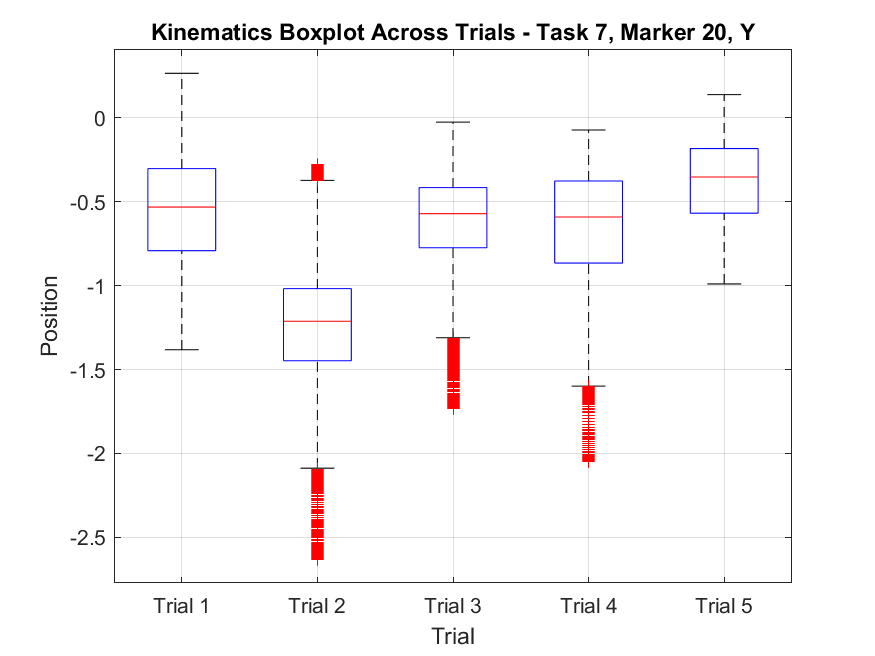 Kinematics Boxplot Across Trials - Task 7, Marker 20, Y
Position
0
-0.5
-1
-1.5
-2
-2.5
Trial 1
Trial 2
Trial 3
Trial 4
Trial 5
Trial